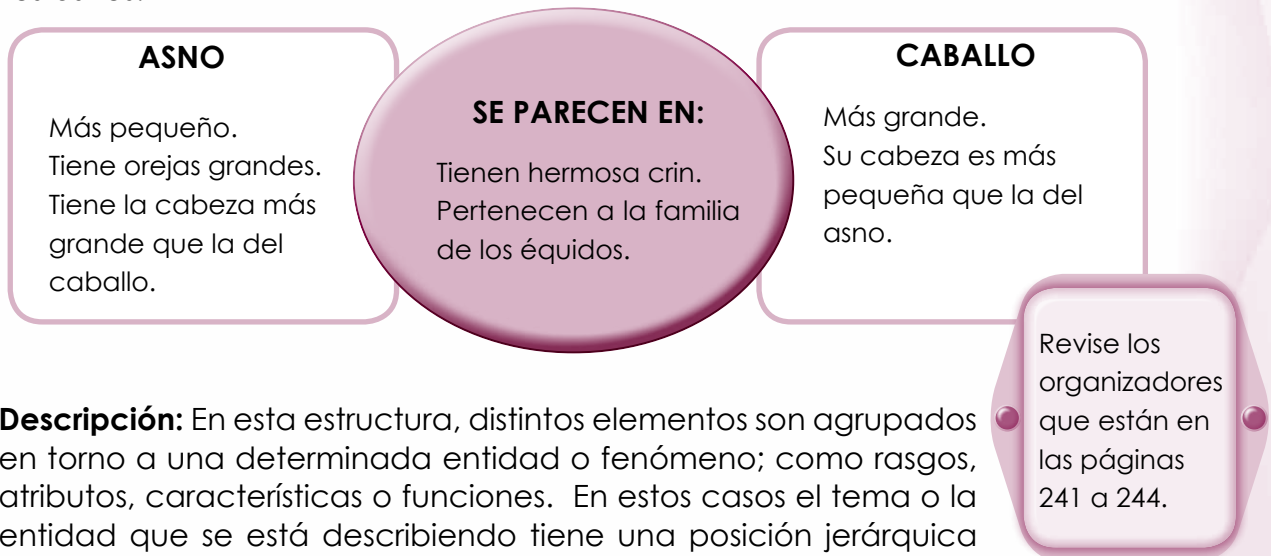 ASNO
Más pequeño.
Tiene orejas grandes.
Tiene la cabeza más
grande que la del
caballo.
SE PARECEN EN:
Tienen hermosa crin.
Pertenecen a la familia
de los équidos.
CABALLO
Más grande.
Su cabeza es más
pequeña que la del
asno.
Revise los
organizadores
que están en
las páginas
241 a 244.
Descripción: En esta estructura, distintos elementos son agrupados
en torno a una determinada entidad o fenómeno; como rasgos,
atributos, características o funciones. En estos casos el tema o la
entidad que se está describiendo tiene una posición jerárquica